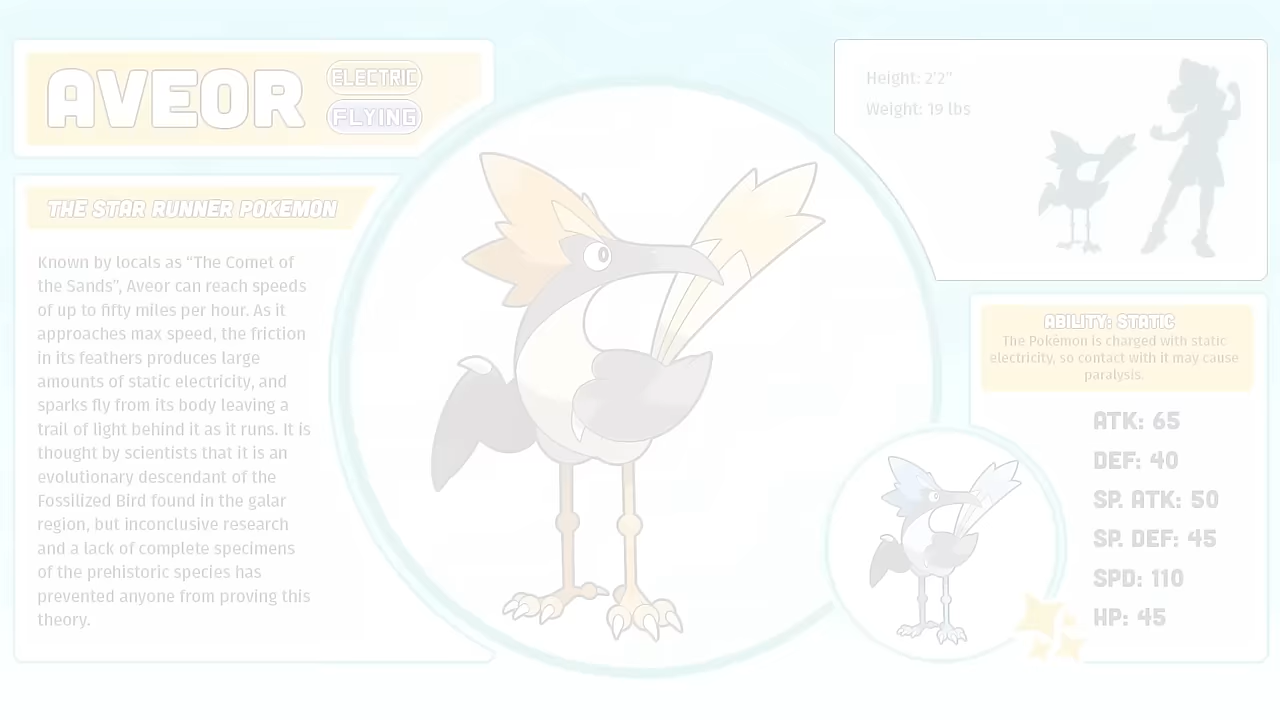 AVEOR
ELECTRIC
FLYING
THE STAR RUNNER POKEMON
Known by locals as “The Comet of
the Sands”, Aveor can reach speeds
of up to fifty miles per hour. As it
approaches max speed, the friction
in its feathers produces large
amounts of static electricity, and
sparks fly from its body leaving a
trail of light behind it as it runs. It is
thought by scientists that it is an
evolutionary descendant of the
Fossilized Bird found in the galar
region, but inconclusive research
and a lack of complete specimens
of the prehistoric species has
prevented anyone from proving this
theory.
Height: 2'2"
Weight: 19 lbs
ABILITY: STATIC
The Pokémon is charged with static
electricity, so contact with it may cause
paralysis.
ATK: 65
DEF: 40
SP. ATK: 50
SP. DEF: 45
SPD: 110
HP: 45